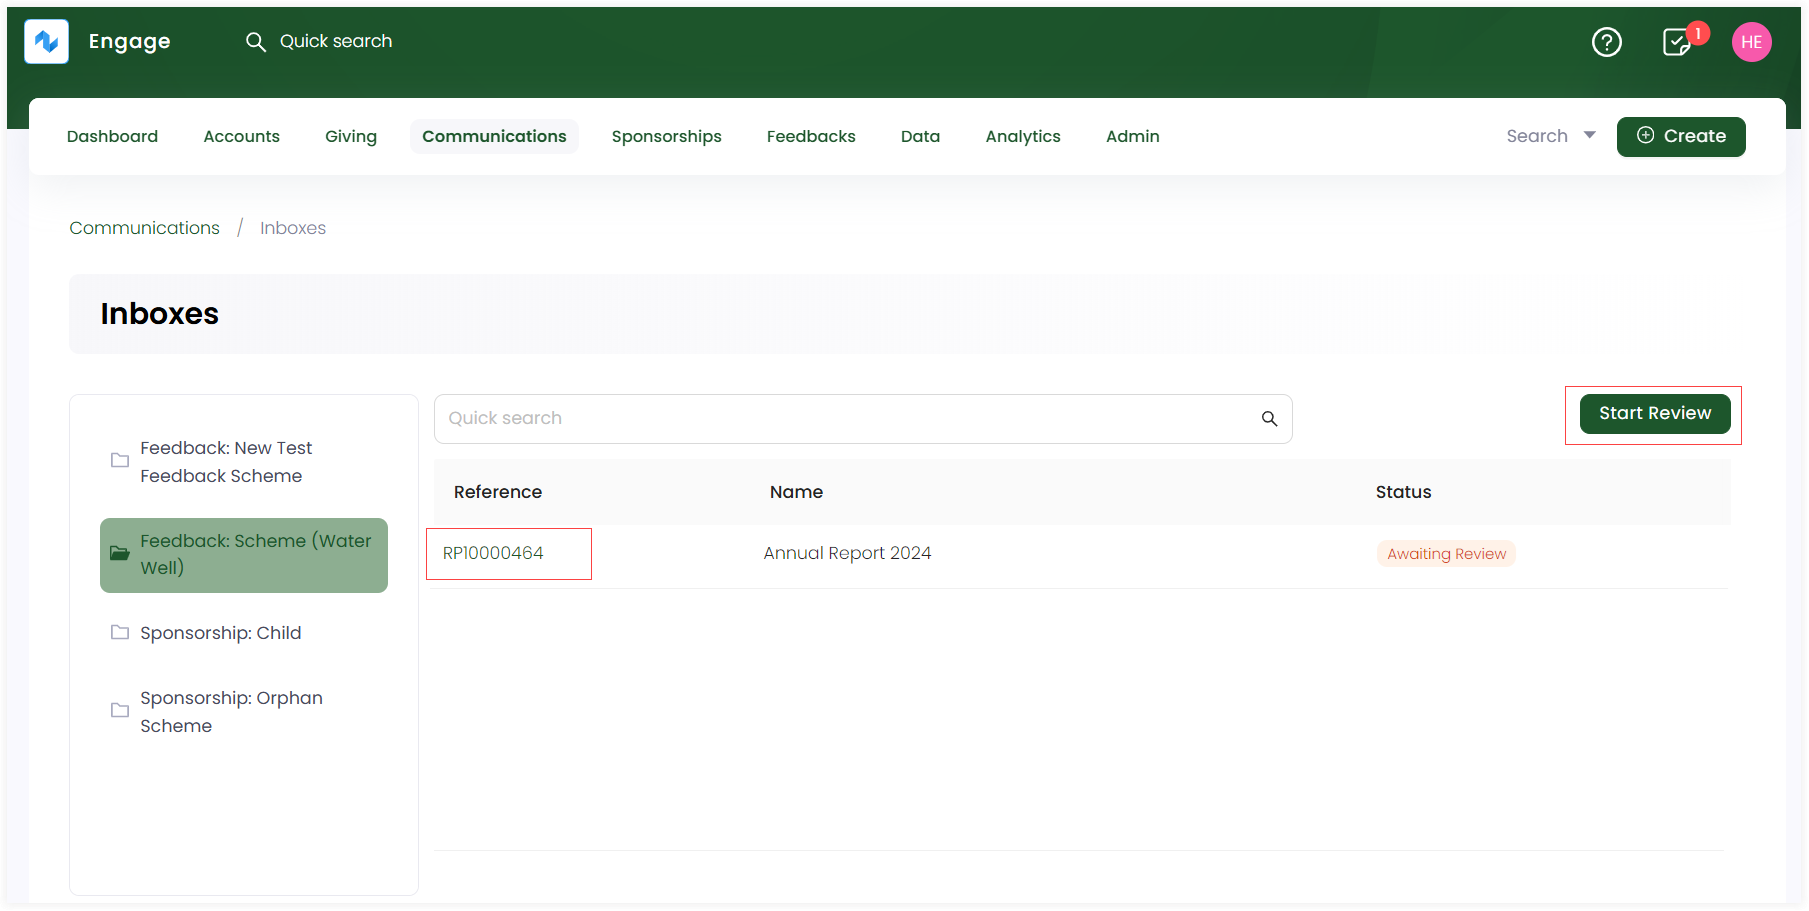 Engage
Quick search
1
HE
Dashboard
Accounts
Giving
Communications
Sponsorships
Feedbacks
Data
Analytics
Admin
Search
Create
Communications / Inboxes
Inboxes
Feedback: New Test
Feedback Scheme
Feedback: Scheme (Water
Well)
Sponsorship: Child
Sponsorship: Orphan
Scheme
Quick search
Start Review
Reference
Name
Status
RP10000464
Annual Report 2024
Awaiting Review